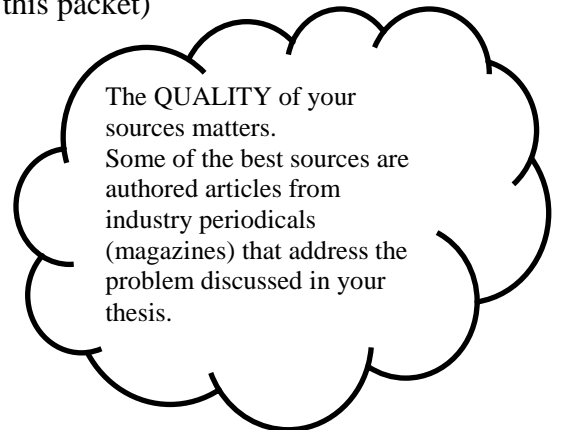 this packet)
The QUALITY of your
sources matters.
Some of the best sources are
authored articles from
industry periodicals
(magazines) that address the
problem discussed in your
thesis.